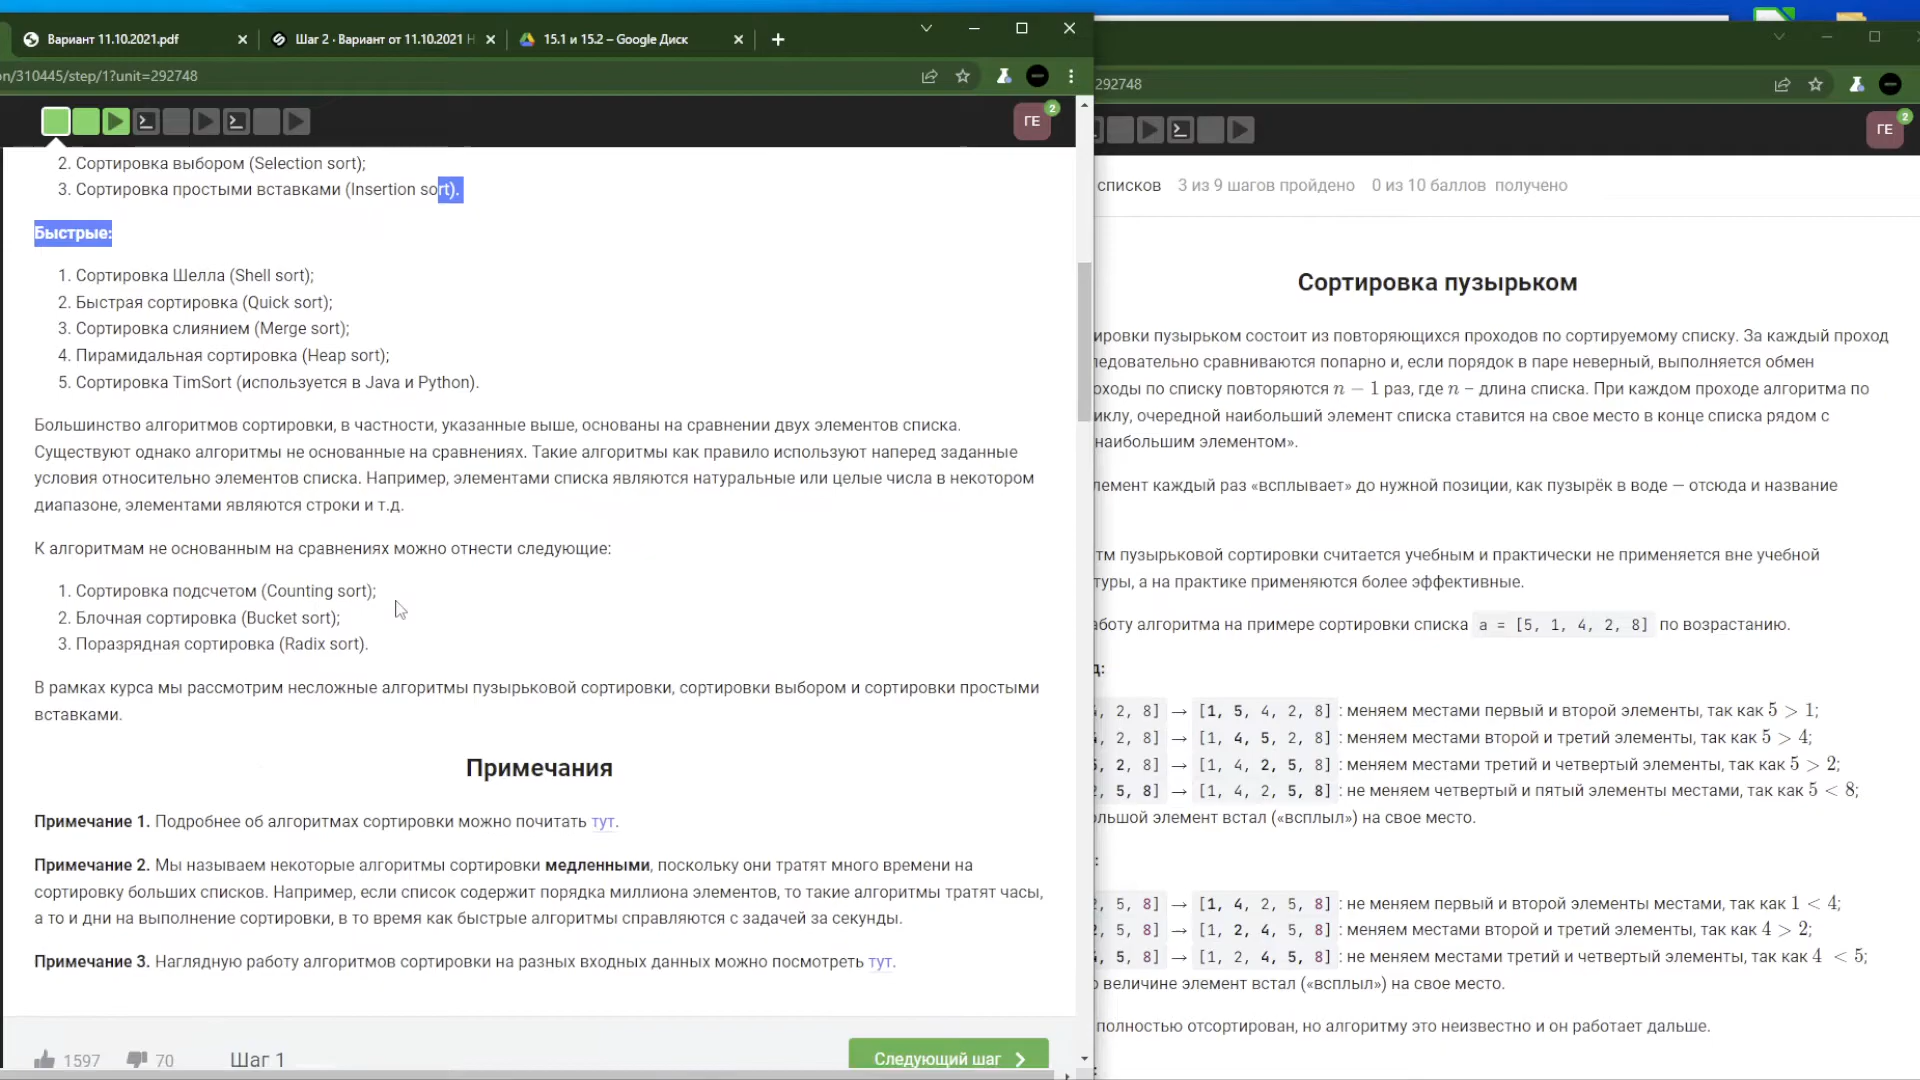 Вариант 11.10.2021.pdf
Шаг 2 · Вариант от 11.10.2021
15.1 и 15.2 – Google Диск
n/310445/step/1?unit=292748
ГЕ
2
2. Сортировка выбором (Selection sort);
3. Сортировка простыми вставками (Insertion sort).
Быстрые:
1. Сортировка Шелла (Shell sort);
2. Быстрая сортировка (Quick sort);
3. Сортировка слиянием (Merge sort);
4. Пирамидальная сортировка (Heap sort);
5. Сортировка TimSort (используется в Java и Python).
Большинство алгоритмов сортировки, в частности, указанные выше, основаны на сравнении двух элементов списка.
Существуют однако алгоритмы не основанные на сравнениях. Такие алгоритмы как правило используют наперед заданные
условия относительно элементов списка. Например, элементами списка являются натуральные или целые числа в некотором
диапазоне, элементами являются строки и т.д.
К алгоритмам не основанным на сравнениях можно отнести следующие:
1. Сортировка подсчетом (Counting sort);
2. Блочная сортировка (Bucket sort);
3. Поразрядная сортировка (Radix sort).
В рамках курса мы рассмотрим несложные алгоритмы пузырьковой сортировки, сортировки выбором и сортировки простыми
вставками.
Примечания
Примечание 1. Подробнее об алгоритмах сортировки можно почитать тут.
Примечание 2. Мы называем некоторые алгоритмы сортировки медленными, поскольку они тратят много времени на
сортировку больших списков. Например, если список содержит порядка миллиона элементов, то такие алгоритмы тратят часы,
а то и дни на выполнение сортировки, в то время как быстрые алгоритмы справляются с задачей за секунды.
Примечание 3. Наглядную работу алгоритмов сортировки на разных входных данных можно посмотреть тут.
1597 70 Шаг 1
Следующий шаг
292748
ГЕ
2
списков 3 из 9 шагов пройдено 0 из 10 баллов получено
Сортировка пузырьком
ировки пузырьком состоит из повторяющихся проходов по сортируемому списку. За каждый проход
ледовательно сравниваются попарно и, если порядок в паре неверный, выполняется обмен
оходы по списку повторяются n − 1 раз, где n – длина списка. При каждом проходе алгоритма по
иклу, очередной наибольший элемент списка ставится на свое место в конце списка рядом с
наибольшим элементом».
лемент каждый раз «всплывает» до нужной позиции, как пузырёк в воде — отсюда и название
тм пузырьковой сортировки считается учебным и практически не применяется вне учебной
туры, а на практике применяются более эффективные.
аботу алгоритма на примере сортировки списка a = [5, 1, 4, 2, 8] по возрастанию.
д:
4, 2, 8] → [1, 5, 4, 2, 8] : меняем местами первый и второй элементы, так как 5 > 1;
4, 2, 8] → [1, 4, 5, 2, 8] : меняем местами второй и третий элементы, так как 5 > 4;
5, 2, 8] → [1, 4, 2, 5, 8] : меняем местами третий и четвертый элементы, так как 5 > 2;
2, 5, 8] → [1, 4, 2, 5, 8] : не меняем четвертый и пятый элементы местами, так как 5 < 8;
ольшой элемент встал («всплыл») на свое место.
:
2, 5, 8] → [1, 4, 2, 5, 8] : не меняем первый и второй элементы местами, так как 1 < 4;
2, 5, 8] → [1, 2, 4, 5, 8] : меняем местами второй и третий элементы, так как 4 > 2;
4, 5, 8] → [1, 2, 4, 5, 8] : не меняем местами третий и четвертый элементы, так как 4 < 5;
о величине элемент встал («всплыл») на свое место.
полностью отсортирован, но алгоритму это неизвестно и он работает дальше.
: